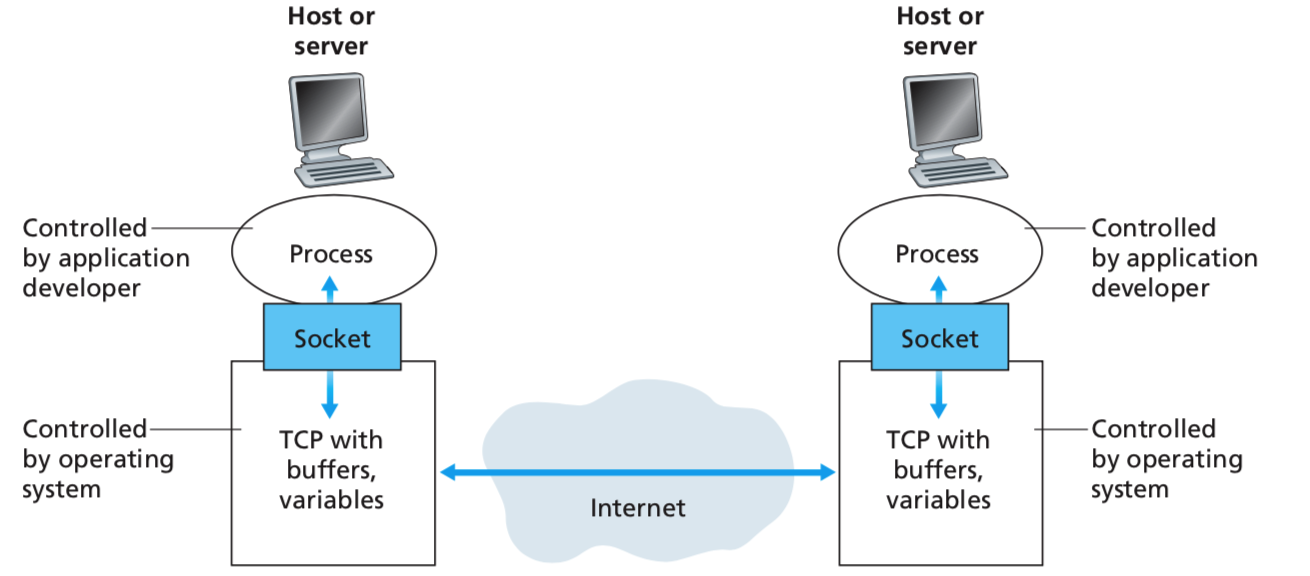 Host or
server
Host or
server
Controlled
by application
developer
Process
Process
Controlled
by application
developer
Socket
Socket
Controlled
by operating
system
TCP with
buffers,
variables
Internet
TCP with
buffers,
variables
Controlled
by operating
system